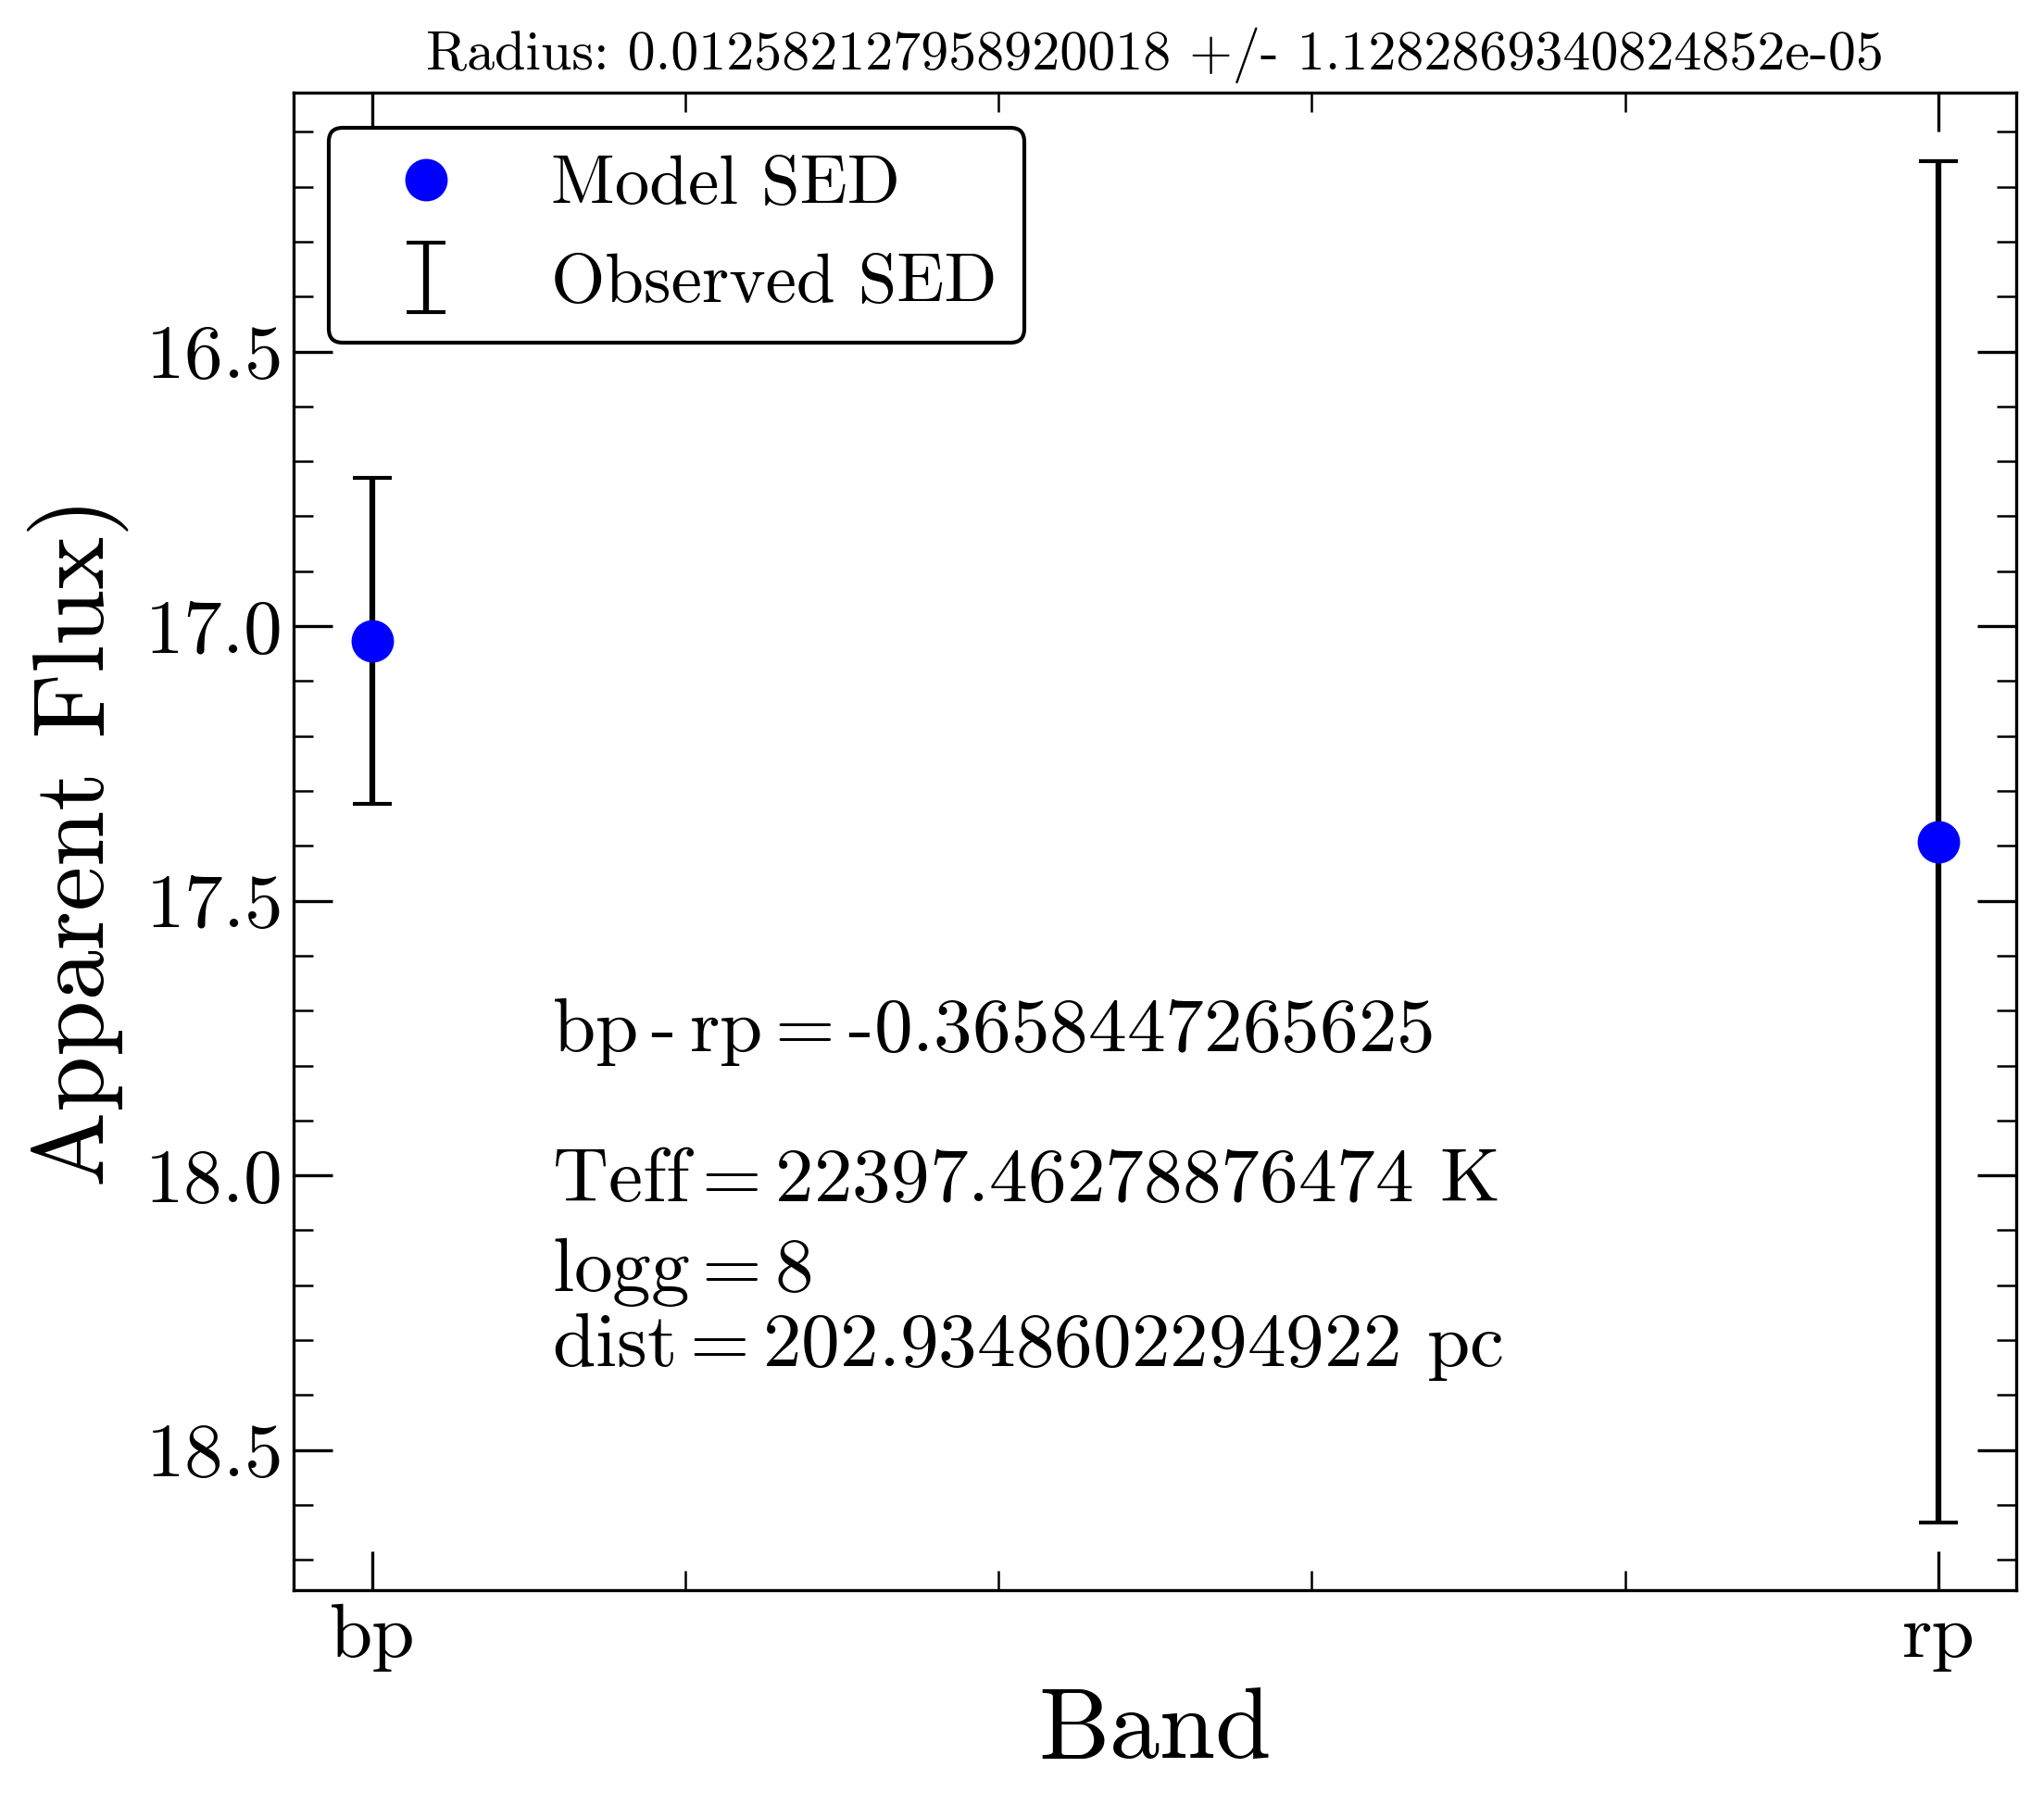 Radius: 0.012582127958920018 +/- 1.1282869340824852e-05
Model SED
Observed SED
16.5
17.0
17.5
18.0
18.5
Apparent Flux)
bp - rp = -0.3658447265625
Teff = 22397.46278876474 K
logg = 8
dist = 202.9348602294922 pc
bp
rp
Band